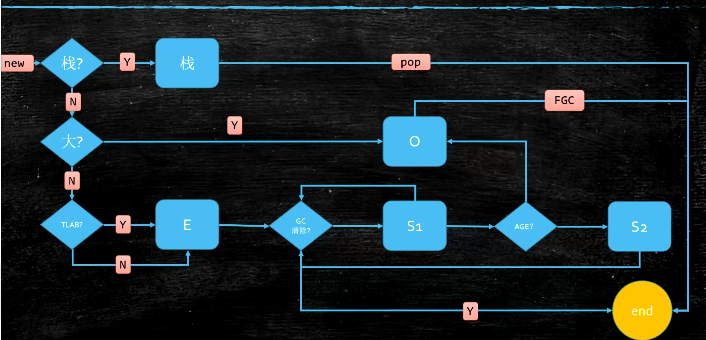 new
栈?
Y
栈
pop
N
FGC
大?
Y
O
N
TLAB?
Y
E
GC
清除?
S1
AGE?
S2
N
Y
end